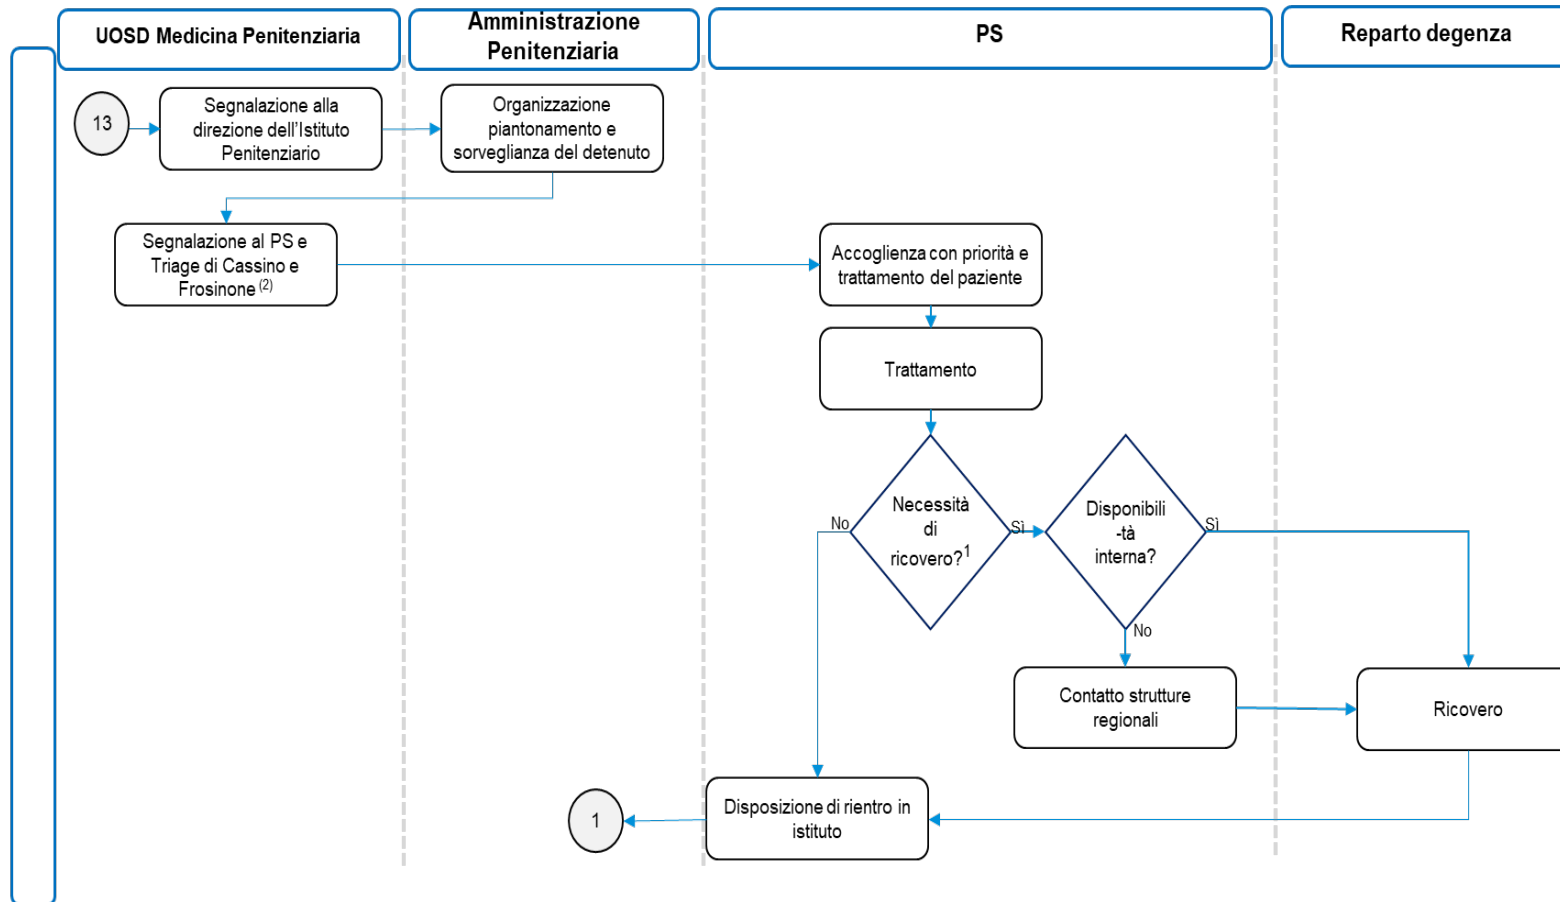 UOSD Medicina Penitenziaria
Amministrazione
Penitenziaria
PS
Reparto degenza
13
Segnalazione alla
direzione dell'Istituto
Penitenziario
Organizzazione
piantonamento e
sorveglianza del detenuto
Segnalazione al PS e
Triage di Cassino e
Frosinone (2)
Accoglienza con priorità e
trattamento del paziente
Trattamento
Necessità
di
ricovero?1
No
Sì
Disponibili
-tà
interna?
Sì
No
Contatto strutture
regionali
Ricovero
Disposizione di rientro in
istituto
1